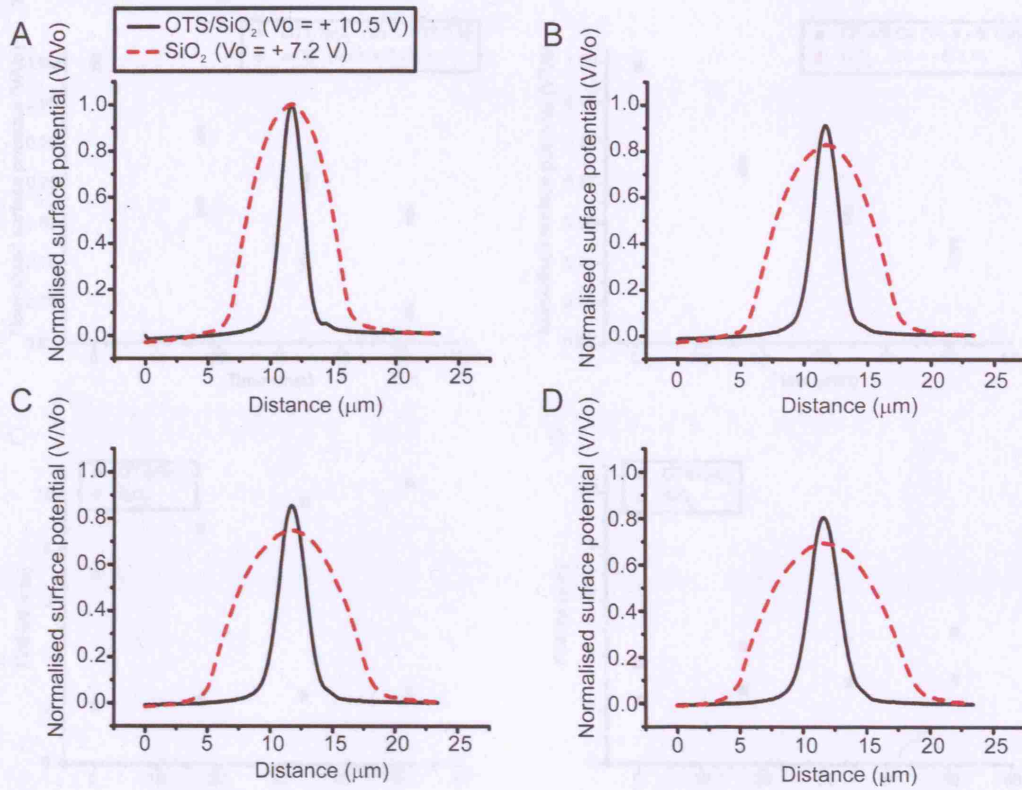 A
OTS/SiO₂ (Vo = + 10.5 V)
SiO₂ (Vo = + 7.2 V)
Normalised surface potential (V/Vo)
1.0
0.8
0.6
0.4
0.2
0.0
0 5 10 15 20 25
Distance (μm)
B
Normalised surface potential (V/Vo)
1.0
0.8
0.6
0.4
0.2
0.0
0 5 10 15 20 25
Distance (μm)
C
Normalised surface potential (V/Vo)
1.0
0.8
0.6
0.4
0.2
0.0
0 5 10 15 20 25
Distance (μm)
D
Normalised surface potential (V/Vo)
1.0
0.8
0.6
0.4
0.2
0.0
0 5 10 15 20 25
Distance (μm)